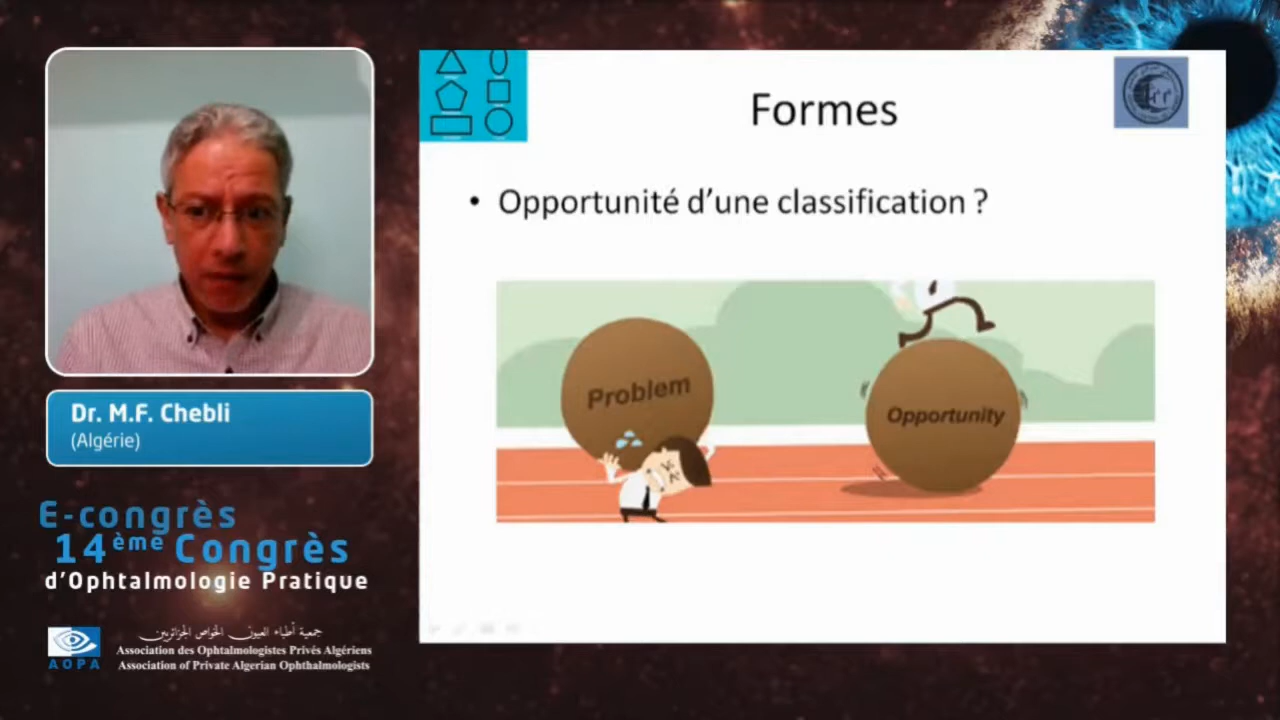 Formes
• Opportunité d’une classification ?
Problem
Opportunity
Dr. M.F. Chebli
(Algérie)
E-congrès
14ème Congrès
d’Ophtalmologie Pratique
جمعية أطباء العيون الخواص الجزائريين
AOPA
Association des Ophtalmologistes Privés Algériens
Association of Private Algerian Ophthalmologists